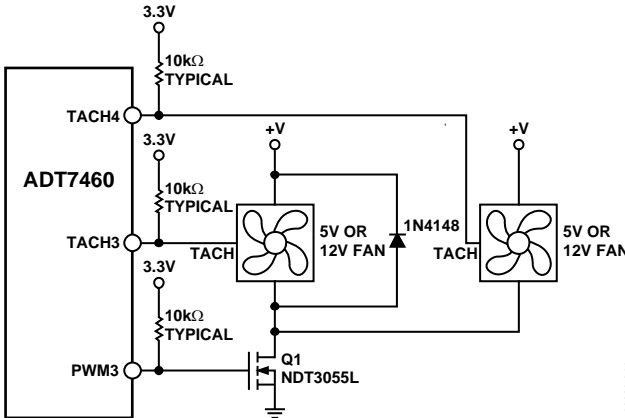 3.3V
10kΩ
TYPICAL
TACH4
+V
+V
3.3V
ADT7460
10kΩ
TYPICAL
5V OR
12V FAN
1N4148
5V OR
12V FAN
TACH3
TACH
TACH
3.3V
10kΩ
TYPICAL
PWM3
Q1
NDT3055L